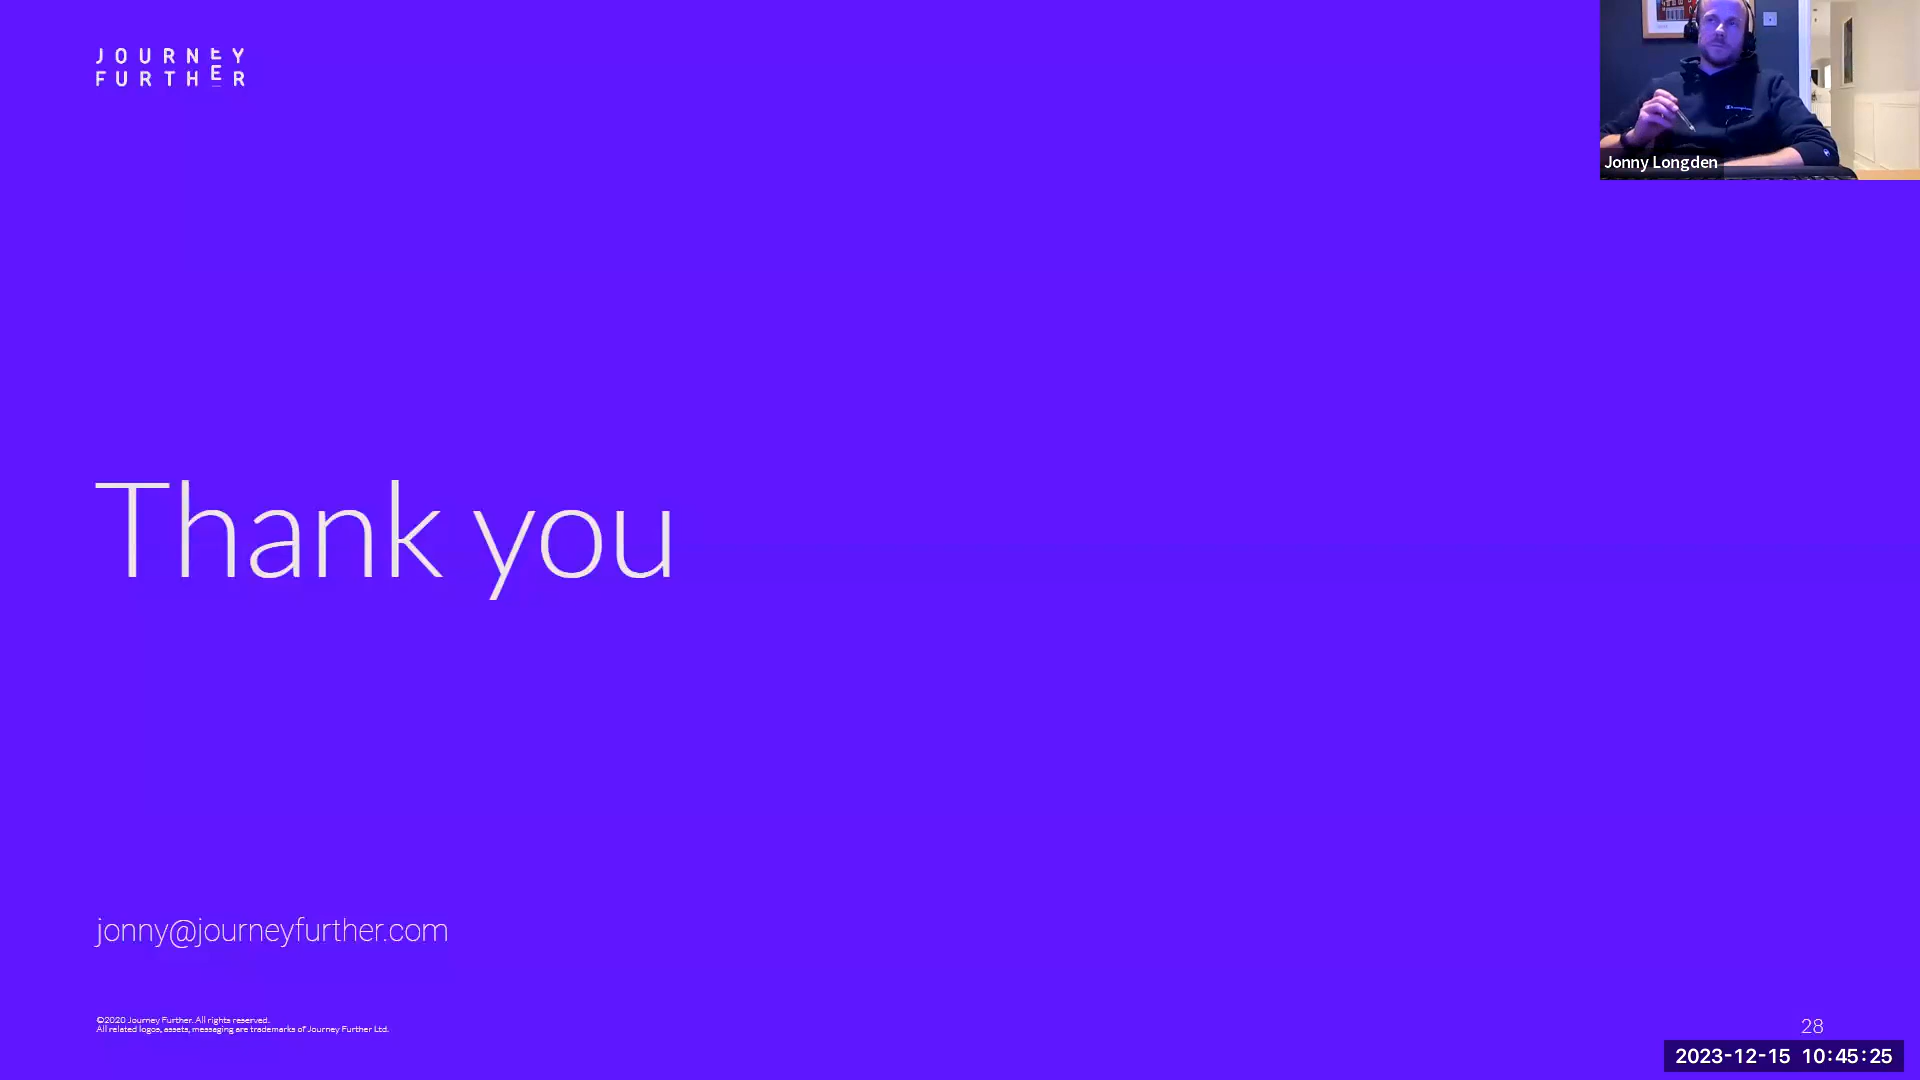 JOURNEY
FURTHER
Jonny Longden
Thank you
jonny@journeyfurther.com
©2020 Journey Further. All rights reserved.
All related logos, assets, messaging are trademarks of Journey Further Ltd.
28
2023-12-15 10:45:25